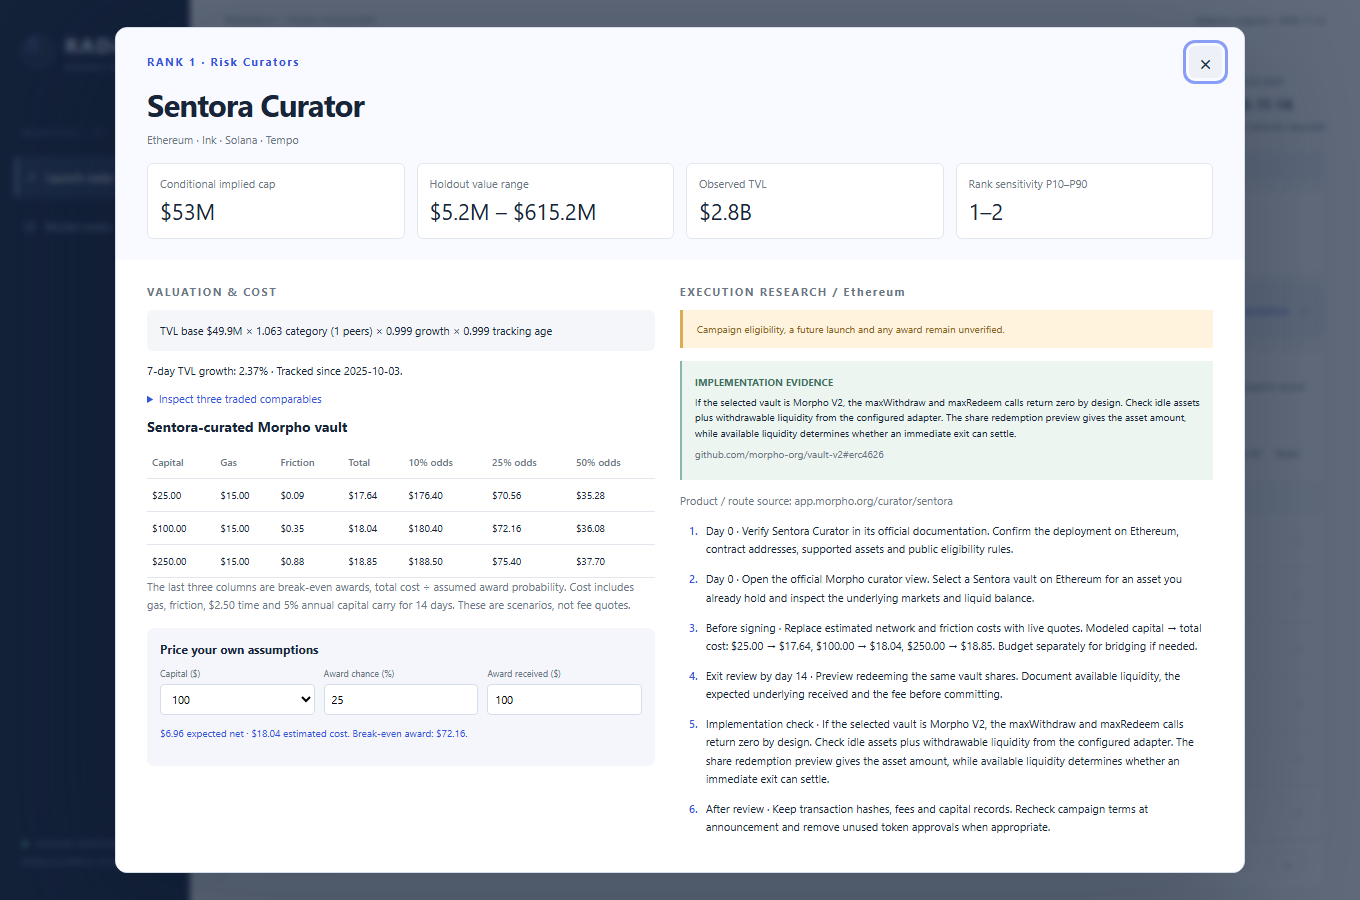 RANK 1 · Risk Curators
×
Sentora Curator
Ethereum · Ink · Solana · Tempo
Conditional implied cap
$53M
Holdout value range
$5.2M – $615.2M
Observed TVL
$2.8B
Rank sensitivity P10–P90
1–2
VALUATION & COST
TVL base $49.9M × 1.063 category (1 peers) × 0.999 growth × 0.999 tracking age
7-day TVL growth: 2.37% · Tracked since 2025-10-03.
▶ Inspect three traded comparables
Sentora-curated Morpho vault
Capital Gas Friction Total 10% odds 25% odds 50% odds
$25.00 $15.00 $0.09 $17.64 $176.40 $70.56 $35.28
$100.00 $15.00 $0.35 $18.04 $180.40 $72.16 $36.08
$250.00 $15.00 $0.88 $18.85 $188.50 $75.40 $37.70
The last three columns are break-even awards, total cost ÷ assumed award probability. Cost includes
gas, friction, $2.50 time and 5% annual capital carry for 14 days. These are scenarios, not fee quotes.
Price your own assumptions
Capital ($) Award chance (%) Award received ($)
100 25 100
$6.96 expected net · $18.04 estimated cost. Break-even award: $72.16.
EXECUTION RESEARCH / Ethereum
Campaign eligibility, a future launch and any award remain unverified.
IMPLEMENTATION EVIDENCE
If the selected vault is Morpho V2, the maxWithdraw and maxRedeem calls return zero by design. Check idle assets
plus withdrawable liquidity from the configured adapter. The share redemption preview gives the asset amount,
while available liquidity determines whether an immediate exit can settle.
github.com/morpho-org/vault-v2#erc4626
Product / route source: app.morpho.org/curator/sentora
1. Day 0 · Verify Sentora Curator in its official documentation. Confirm the deployment on Ethereum,
contract addresses, supported assets and public eligibility rules.
2. Day 0 · Open the official Morpho curator view. Select a Sentora vault on Ethereum for an asset you
already hold and inspect the underlying markets and liquid balance.
3. Before signing · Replace estimated network and friction costs with live quotes. Modeled capital → total
cost: $25.00 → $17.64, $100.00 → $18.04, $250.00 → $18.85. Budget separately for bridging if needed.
4. Exit review by day 14 · Preview redeeming the same vault shares. Document available liquidity, the
expected underlying received and the fee before committing.
5. Implementation check · If the selected vault is Morpho V2, the maxWithdraw and maxRedeem calls
return zero by design. Check idle assets plus withdrawable liquidity from the configured adapter. The
share redemption preview gives the asset amount, while available liquidity determines whether an
immediate exit can settle.
6. After review · Keep transaction hashes, fees and capital records. Recheck campaign terms at
announcement and remove unused token approvals when appropriate.